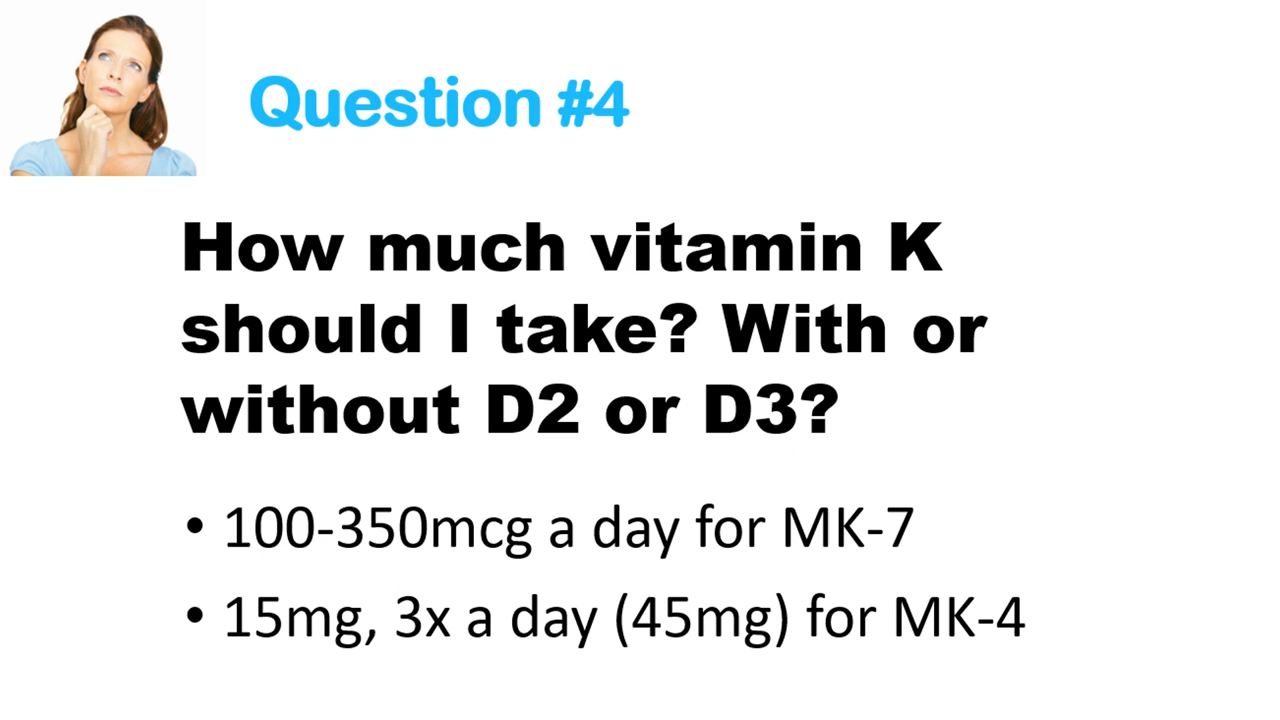 Question #4
How much vitamin K
should I take? With or
without D2 or D3?
• 100-350mcg a day for MK-7
• 15mg, 3x a day (45mg) for MK-4